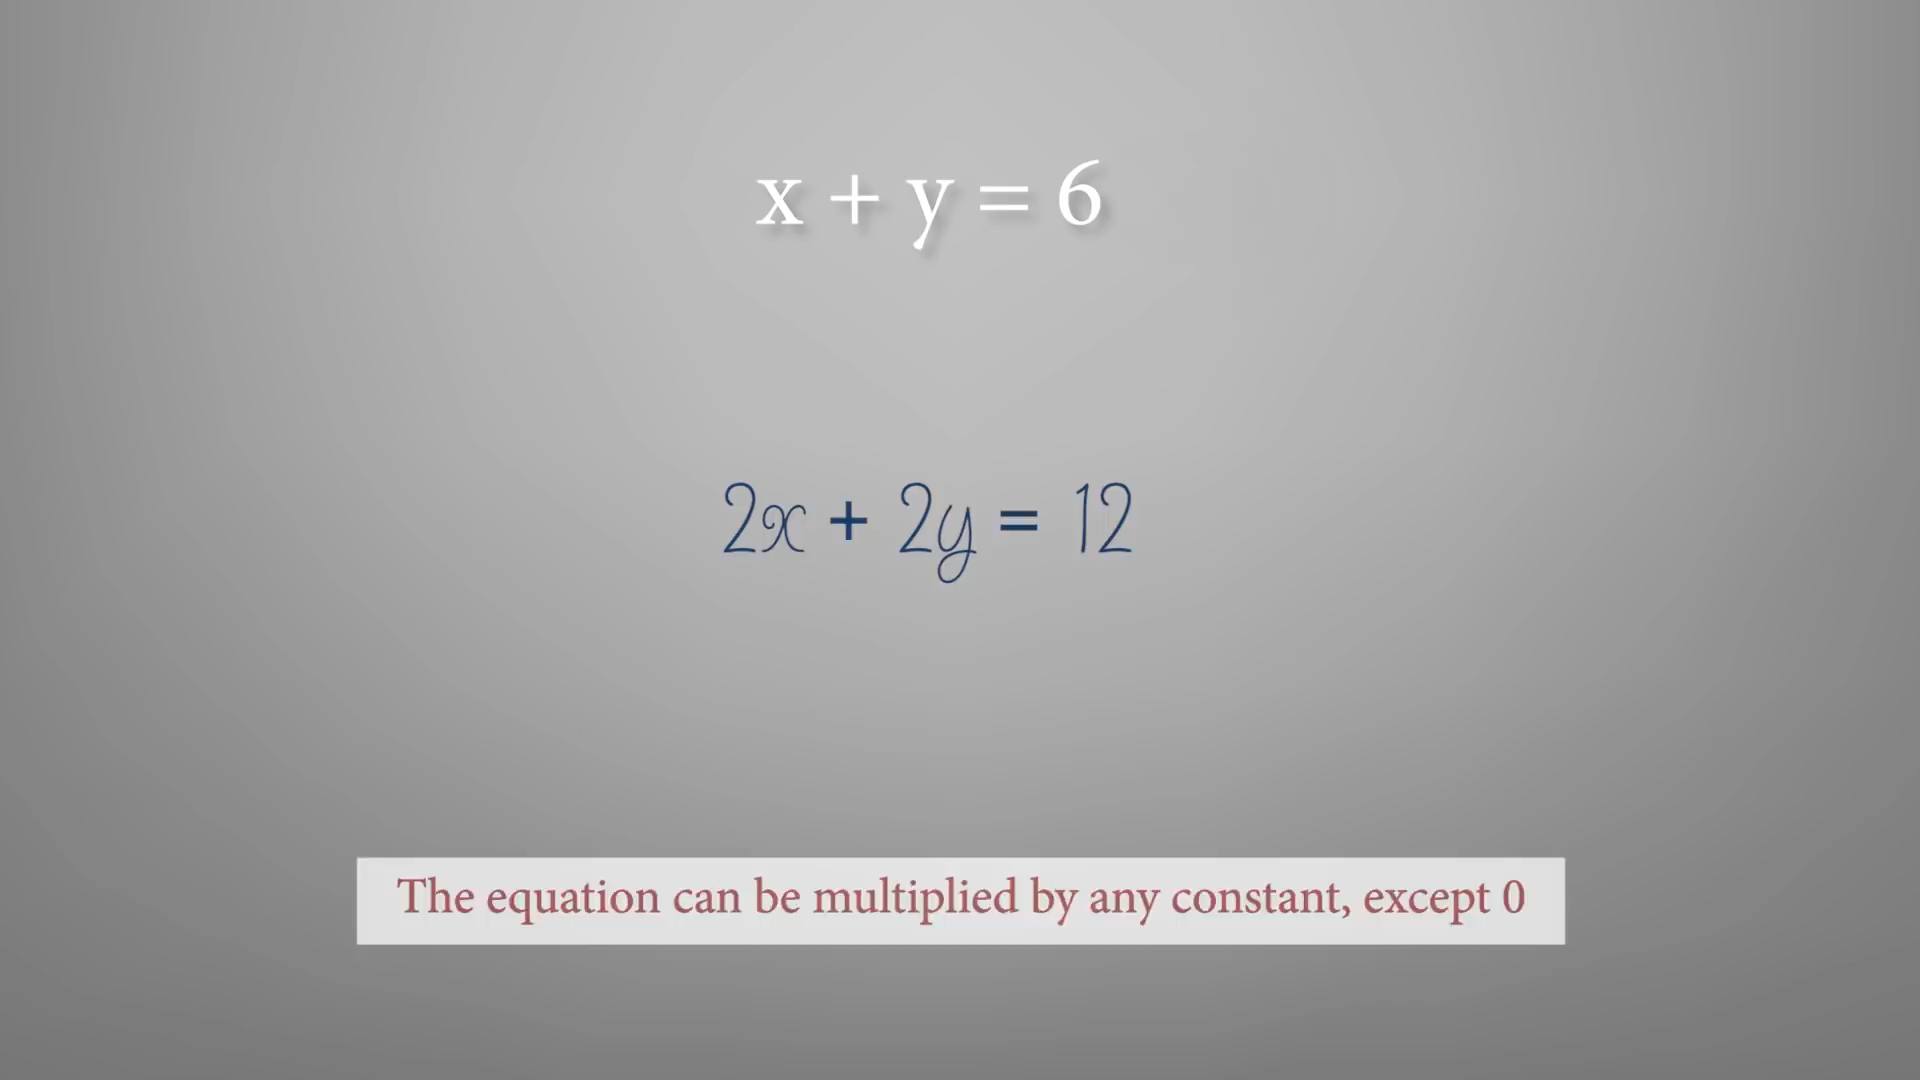 x + y = 6
2x + 2y = 12
The equation can be multiplied by any constant, except 0